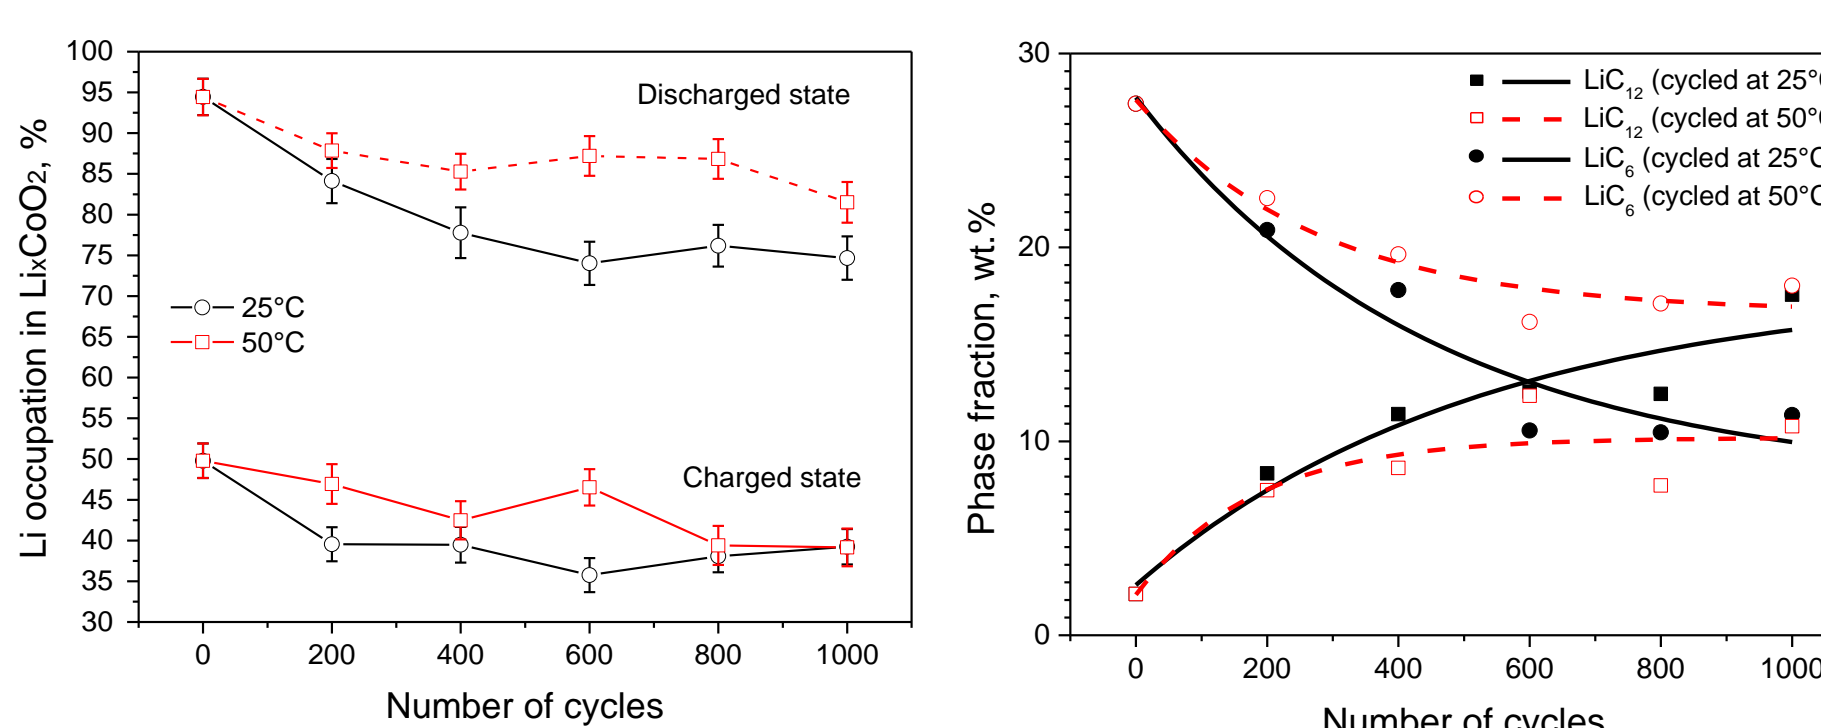 100
95
90
85
80
75
70
65
60
55
50
45
40
35
30
Li occupation in LixCoO2, %
Discharged state
25°C
50°C
Charged state
0 200 400 600 800 1000
Number of cycles
30
20
10
0
Phase fraction, wt.%
LiC12 (cycled at 25°C
LiC12 (cycled at 50°C
LiC6 (cycled at 25°C
LiC6 (cycled at 50°C
0 200 400 600 800 1000
Number of cycles